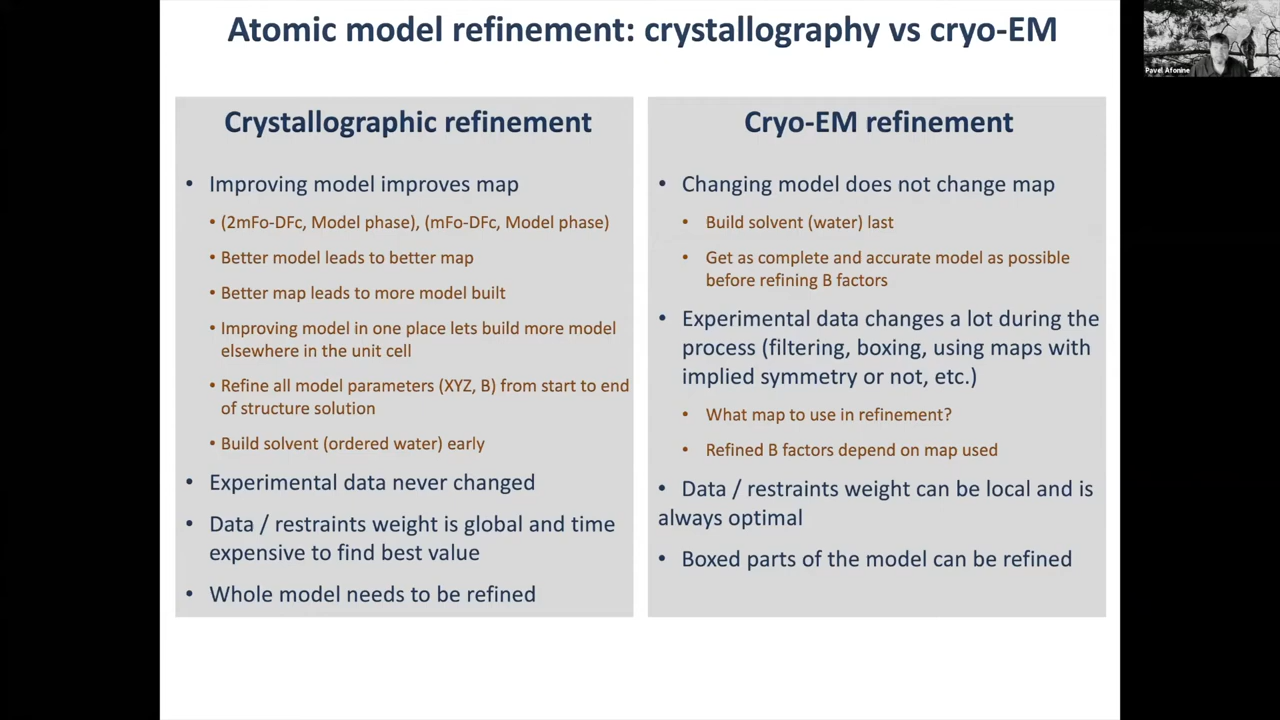 Atomic model refinement: crystallography vs cryo-EM
Pavel Afonine
Crystallographic refinement
• Improving model improves map
• (2mFo-DFc, Model phase), (mFo-DFc, Model phase)
• Better model leads to better map
• Better map leads to more model built
• Improving model in one place lets build more model
elsewhere in the unit cell
• Refine all model parameters (XYZ, B) from start to end
of structure solution
• Build solvent (ordered water) early
• Experimental data never changed
• Data / restraints weight is global and time
expensive to find best value
• Whole model needs to be refined
Cryo-EM refinement
• Changing model does not change map
• Build solvent (water) last
• Get as complete and accurate model as possible
before refining B factors
• Experimental data changes a lot during the
process (filtering, boxing, using maps with
implied symmetry or not, etc.)
• What map to use in refinement?
• Refined B factors depend on map used
• Data / restraints weight can be local and is
always optimal
• Boxed parts of the model can be refined